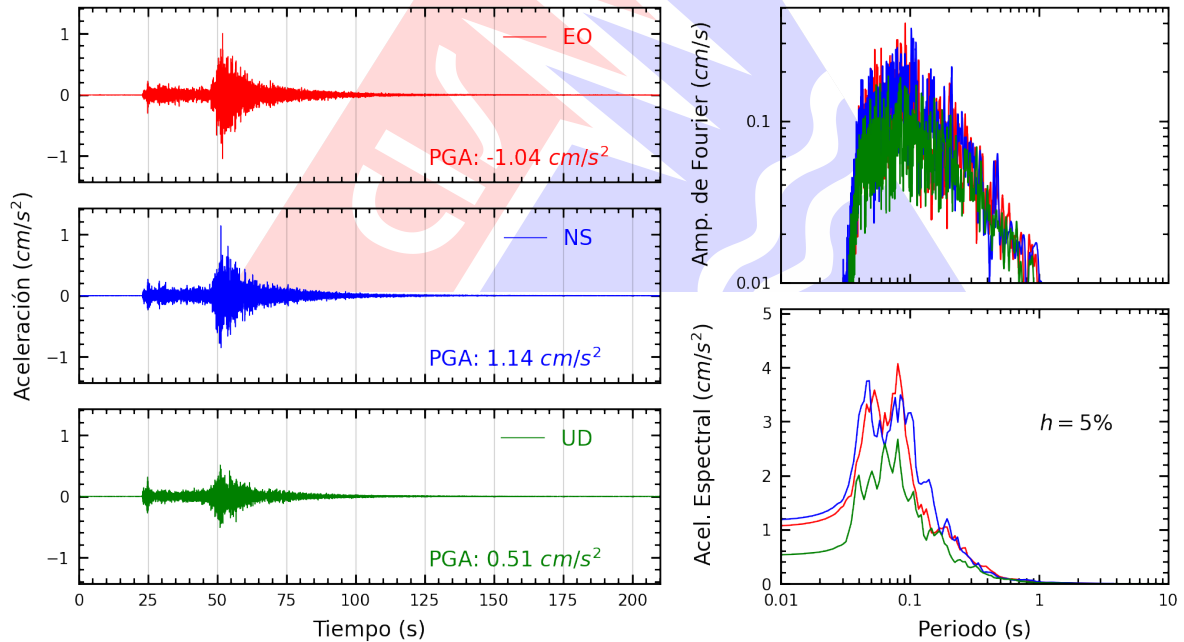 Aceleración (cm/s²)
1
0
−1
EO
PGA: -1.04 cm/s²
1
0
−1
NS
PGA: 1.14 cm/s²
1
0
−1
UD
PGA: 0.51 cm/s²
0 25 50 75 100 125 150 175 200
Tiempo (s)
Amp. de Fourier (cm/s)
0.1
0.01
Acel. Espectral (cm/s²)
5
4
3
2
1
0
h = 5%
0.01 0.1 1 10
Periodo (s)